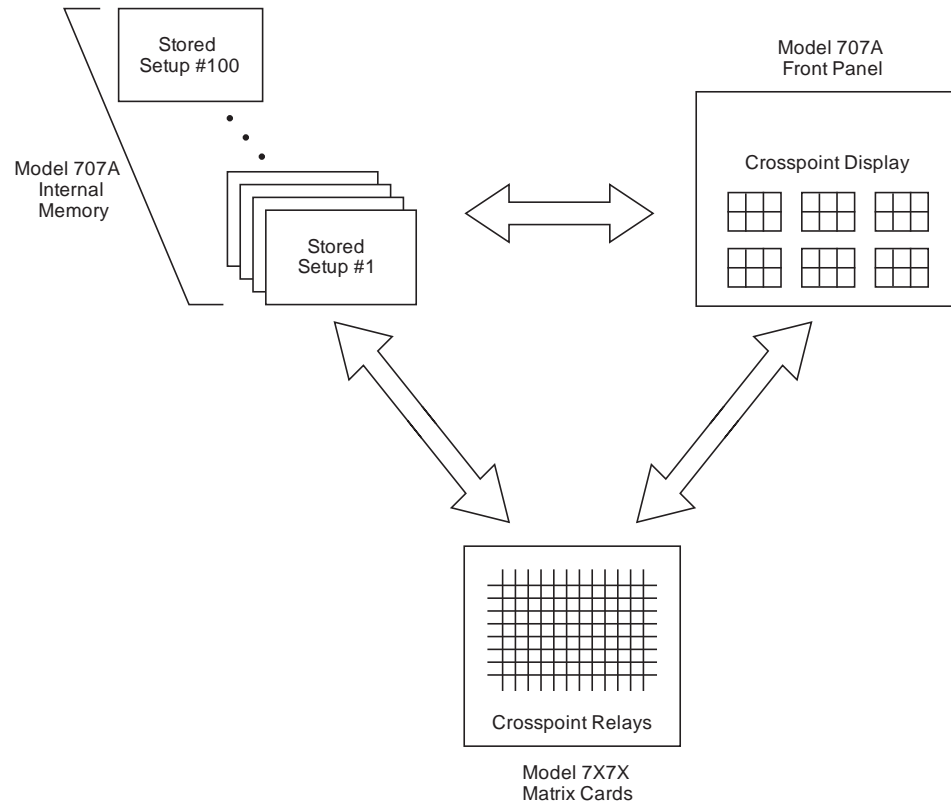 Stored
Setup #100
Model 707A
Front Panel
Model 707A
Internal
Memory
Crosspoint Display
Stored
Setup #1
Crosspoint Relays
Model 7X7X
Matrix Cards